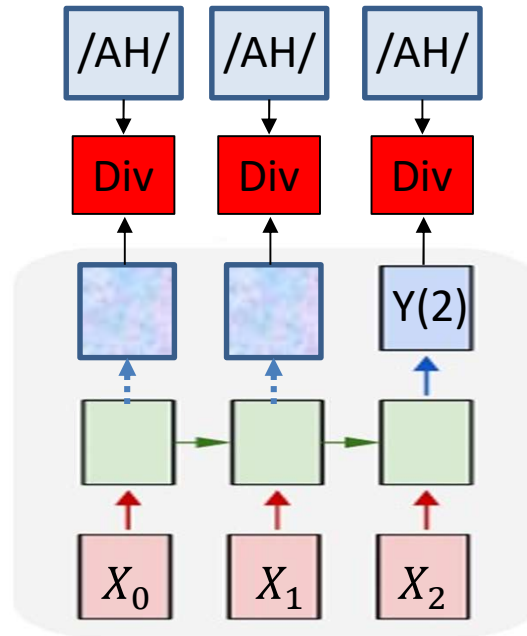 /AH/ /AH/ /AH/
Div Div Div
Y(2)
X₀ X₁ X₂